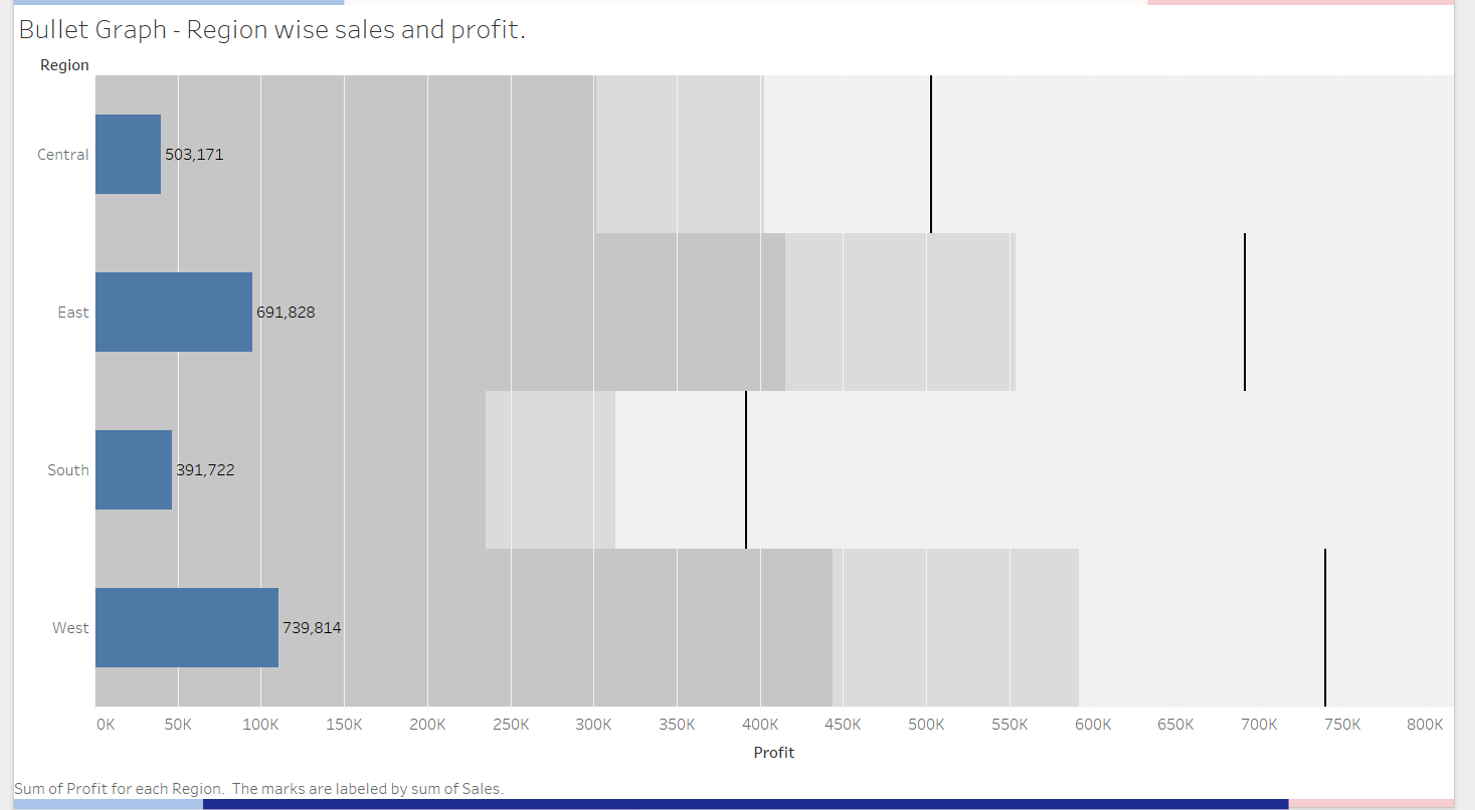 Bullet Graph - Region wise sales and profit.
Region
Central
503,171
East
691,828
South
391,722
West
739,814
0K 50K 100K 150K 200K 250K 300K 350K 400K 450K 500K 550K 600K 650K 700K 750K 800K
Profit
Sum of Profit for each Region. The marks are labeled by sum of Sales.